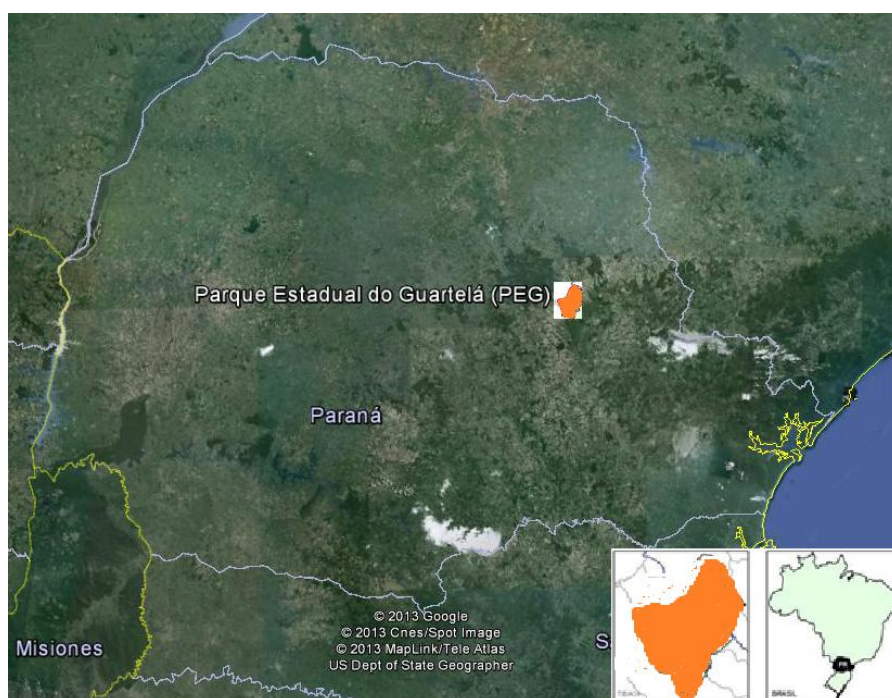 Parque Estadual do Guartelá (PEG)
Paraná
© 2013 Google
© 2013 Cnes/Spot Image
© 2013 MapLink/Tele Atlas
US Dept of State Geographer
Misiones
PR
BRASIL